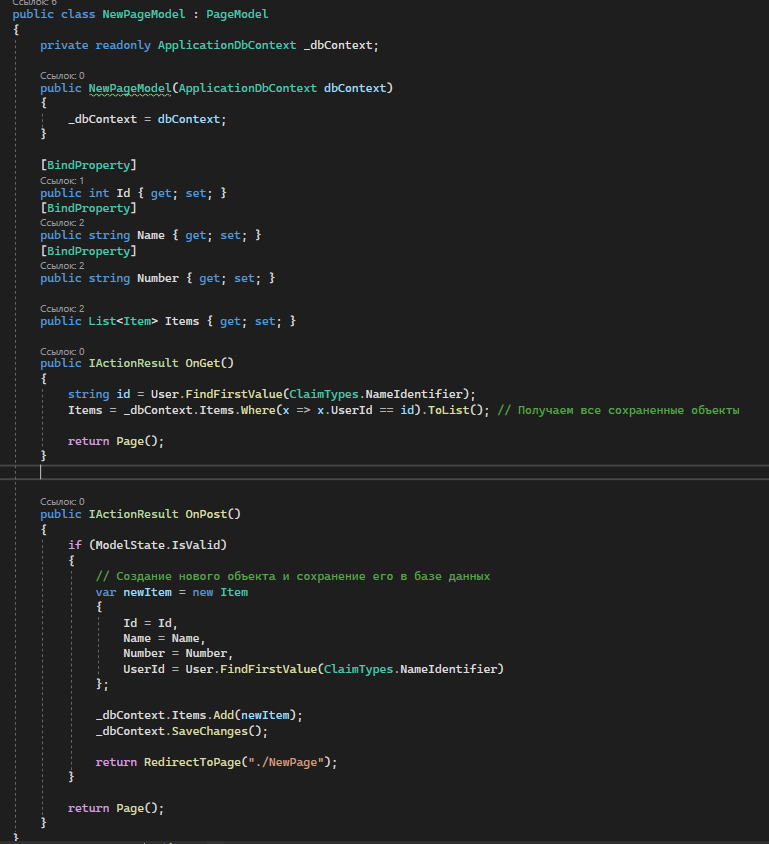 Ссылок: 6
public class NewPageModel : PageModel
{
private readonly ApplicationDbContext _dbContext;
Ссылок: 0
public NewPageModel(ApplicationDbContext dbContext)
{
_dbContext = dbContext;
}
[BindProperty]
Ссылок: 1
public int Id { get; set; }
[BindProperty]
Ссылок: 2
public string Name { get; set; }
[BindProperty]
Ссылок: 2
public string Number { get; set; }
Ссылок: 2
public List<Item> Items { get; set; }
Ссылок: 0
public IActionResult OnGet()
{
string id = User.FindFirstValue(ClaimTypes.NameIdentifier);
Items = _dbContext.Items.Where(x => x.UserId == id).ToList(); // Получаем все сохраненные объекты
return Page();
}
Ссылок: 0
public IActionResult OnPost()
{
if (ModelState.IsValid)
{
// Создание нового объекта и сохранение его в базе данных
var newItem = new Item
{
Id = Id,
Name = Name,
Number = Number,
UserId = User.FindFirstValue(ClaimTypes.NameIdentifier)
};
_dbContext.Items.Add(newItem);
_dbContext.SaveChanges();
return RedirectToPage("./NewPage");
}
return Page();
}
}